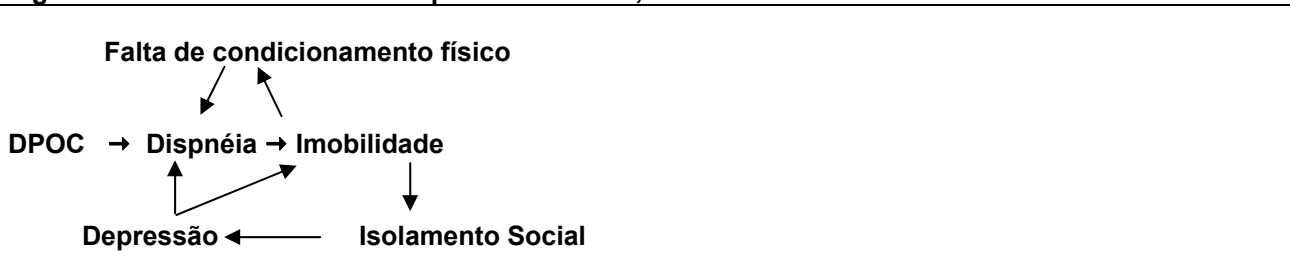 Falta de condicionamento físico
DPOC → Dispnéia → Imobilidade
Depressão Isolamento Social